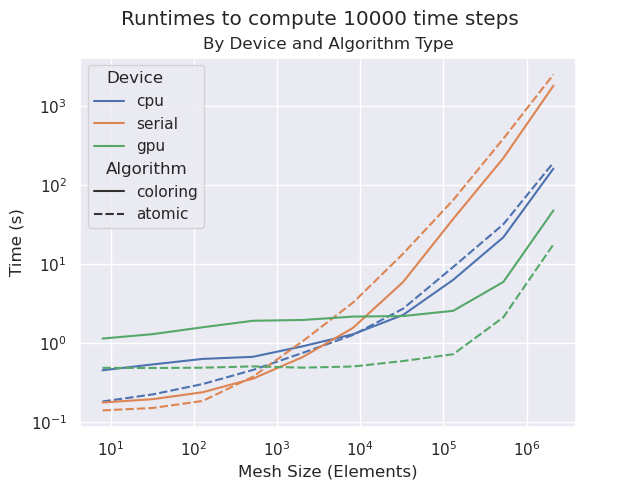 Runtimes to compute 10000 time steps
By Device and Algorithm Type
Device
cpu
serial
gpu
Algorithm
coloring
atomic
Time (s)
10³
10²
10¹
10⁰
10⁻¹
10¹ 10² 10³ 10⁴ 10⁵ 10⁶
Mesh Size (Elements)